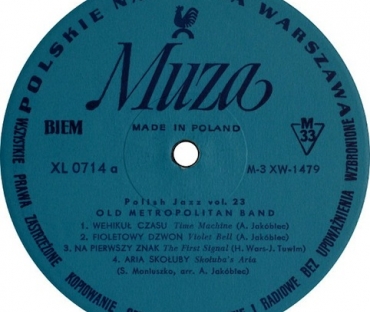 POLSKIE NA WARSZAWA
Muza
BIEM
MADE IN POLAND
M
33
XL 0714 a
M-3 XW-1479
Polish Jazz vol. 23
OLD METROPOLITAN BAND
1. WEHIKUŁ CZASU Time Machine (A. Jakóbiec)
2. FIOLETOWY DZWON Violet Bell (A. Jakóbiec)
3. NA PIERWSZY ZNAK The First Signal (H. Wars-J. Tuwim)
4. ARIA SKOŁUBY Skołuba's Aria
(S. Moniuszko, arr. A. Jakóbiec)
WSZYSTKIE PRAWA ZASTRZEŻONE KOPIOWANIE I RADIOWE BEZ UPOWAŻNIENIA WZBRONIONE